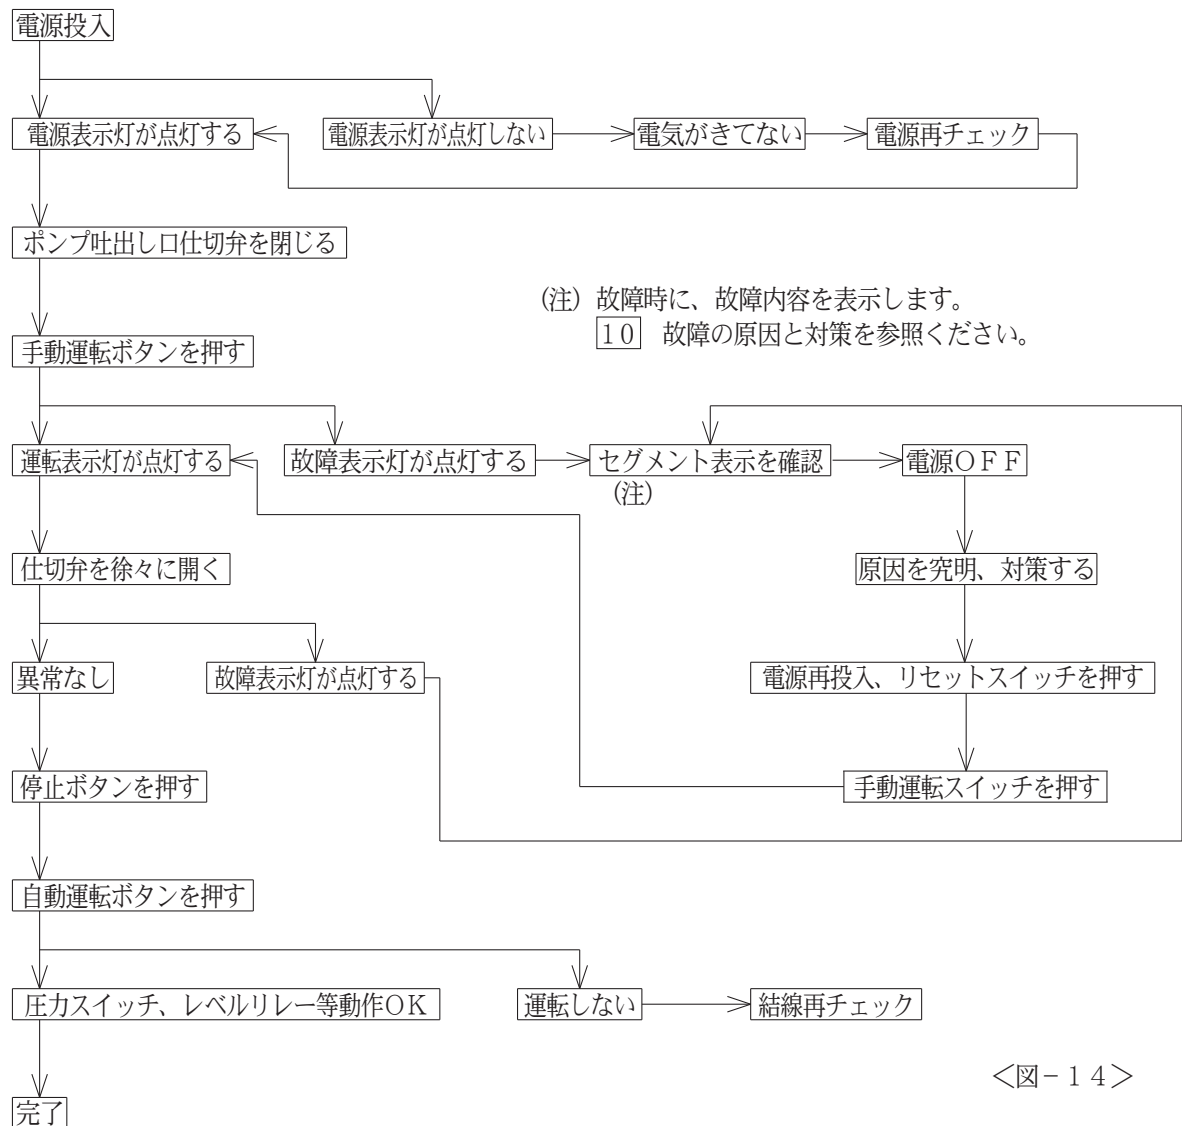 電源投入
電源表示灯が点灯する
電源表示灯が点灯しない
電気がきてない
電源再チェック
ポンプ吐出し口仕切弁を閉じる
(注) 故障時に、故障内容を表示します。
10 故障の原因と対策を参照ください。
手動運転ボタンを押す
運転表示灯が点灯する
故障表示灯が点灯する
セグメント表示を確認
(注)
電源ＯＦＦ
仕切弁を徐々に開く
原因を究明、対策する
異常なし
故障表示灯が点灯する
電源再投入、リセットスイッチを押す
停止ボタンを押す
手動運転スイッチを押す
自動運転ボタンを押す
圧力スイッチ、レベルリレー等動作ＯＫ
運転しない
結線再チェック
＜図－１４＞
完了